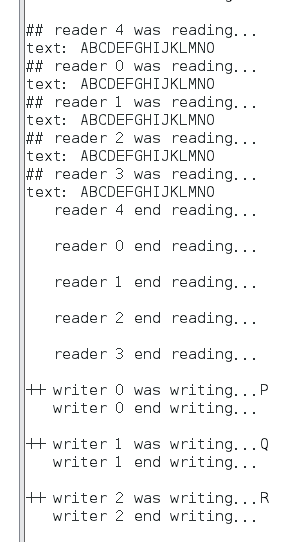 ## reader 4 was reading...
text: ABCDEFGHIJKLMNO
## reader 0 was reading...
text: ABCDEFGHIJKLMNO
## reader 1 was reading...
text: ABCDEFGHIJKLMNO
## reader 2 was reading...
text: ABCDEFGHIJKLMNO
## reader 3 was reading...
text: ABCDEFGHIJKLMNO
reader 4 end reading...
reader 0 end reading...
reader 1 end reading...
reader 2 end reading...
reader 3 end reading...
++ writer 0 was writing...P
writer 0 end writing...
++ writer 1 was writing...Q
writer 1 end writing...
++ writer 2 was writing...R
writer 2 end writing...